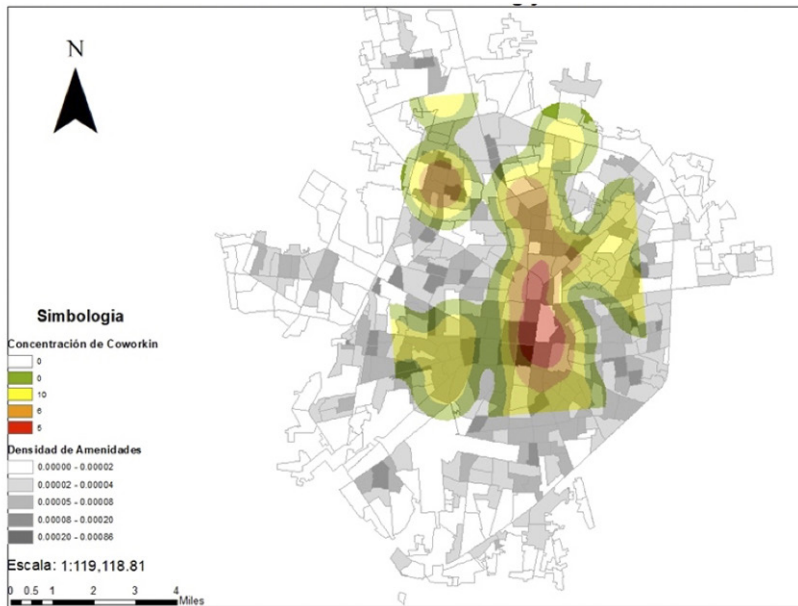 N
Simbologia
Concentración de Coworkin
0
0
10
6
5
Densidad de Amenidades
0.00000 - 0.00002
0.00002 - 0.00004
0.00005 - 0.00008
0.00008 - 0.00020
0.00020 - 0.00086
Escala: 1:119,118.81
0 0.5 1 2 3 4
Miles